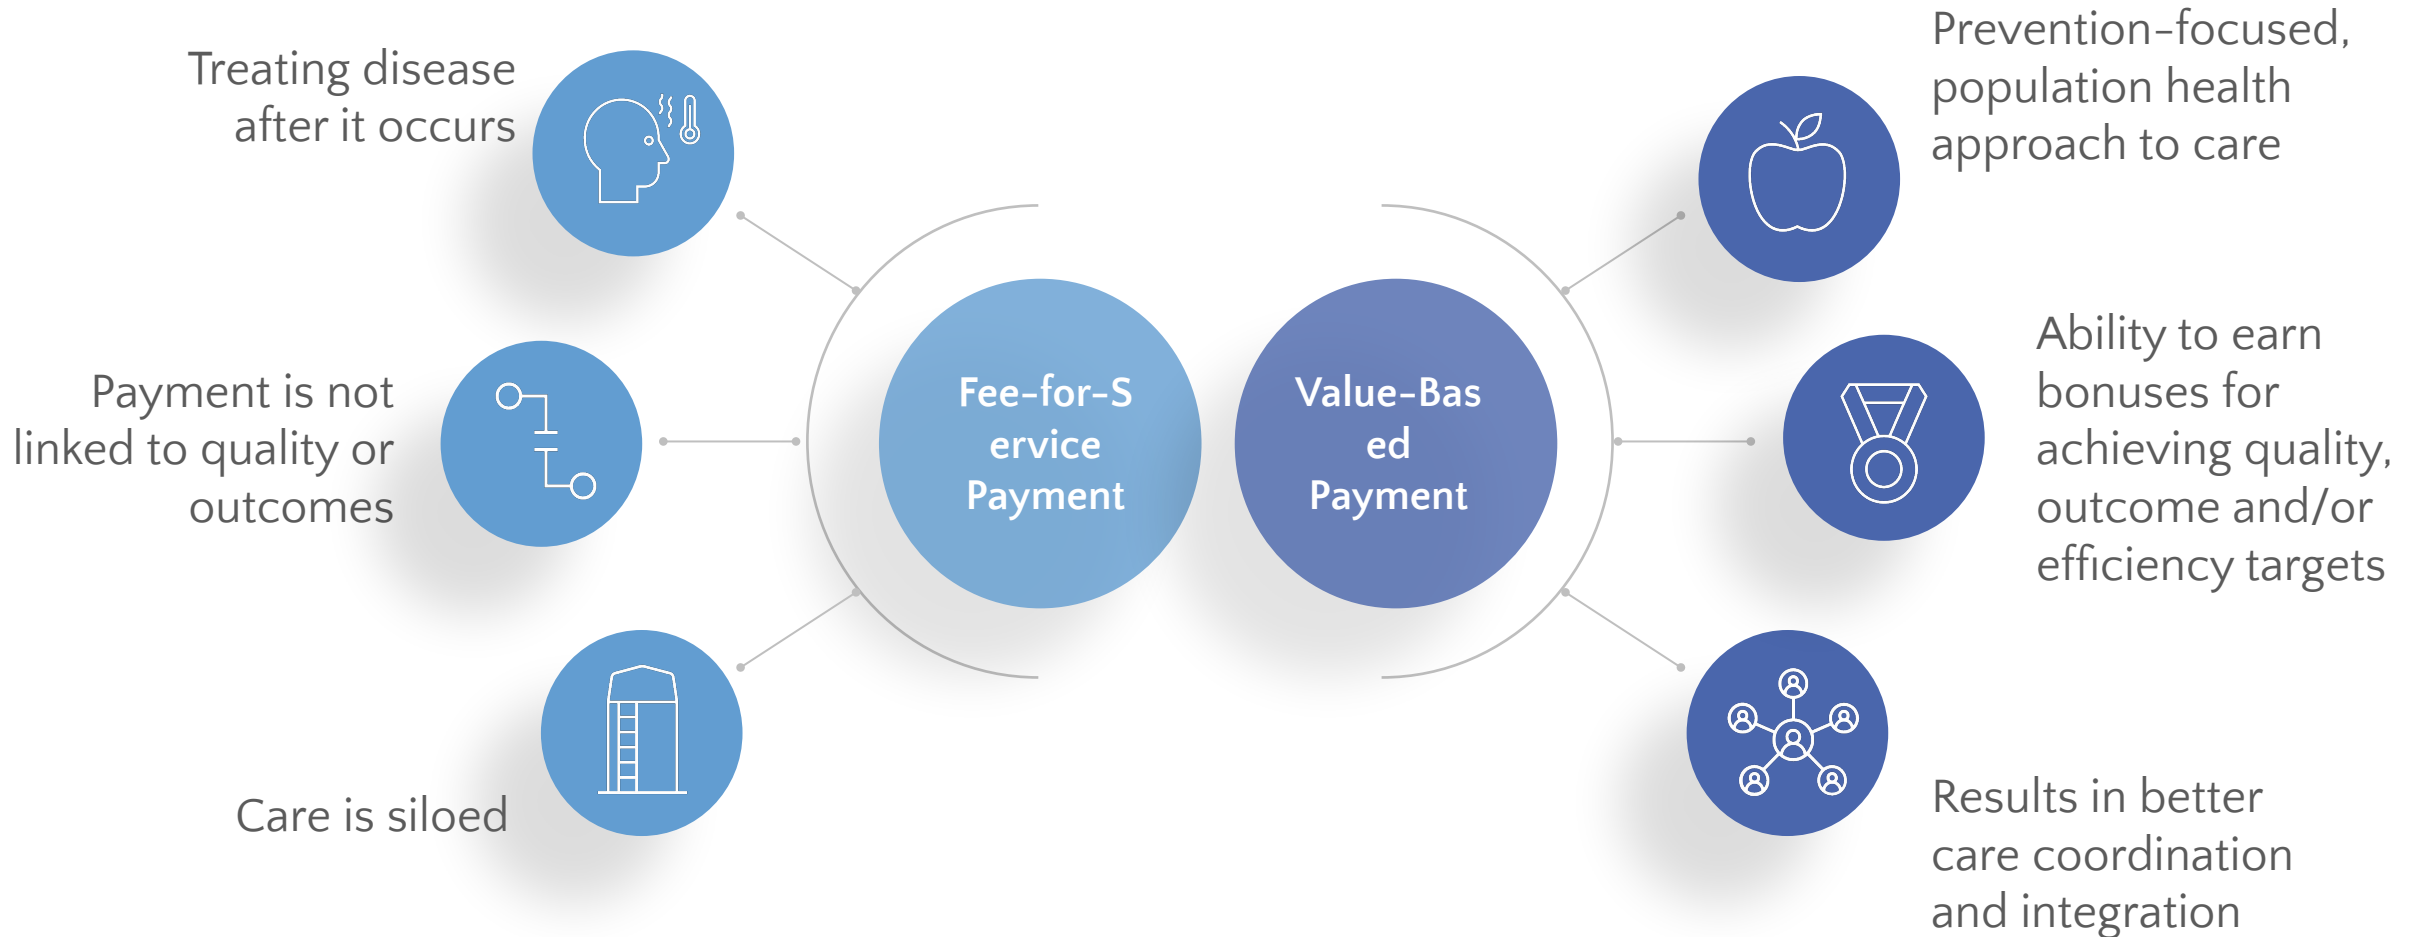 Treating disease
after it occurs
Payment is not
linked to quality or
outcomes
Care is siloed
Fee-for-S
ervice
Payment
Value-Bas
ed
Payment
Prevention-focused,
population health
approach to care
Ability to earn
bonuses for
achieving quality,
outcome and/or
efficiency targets
Results in better
care coordination
and integration